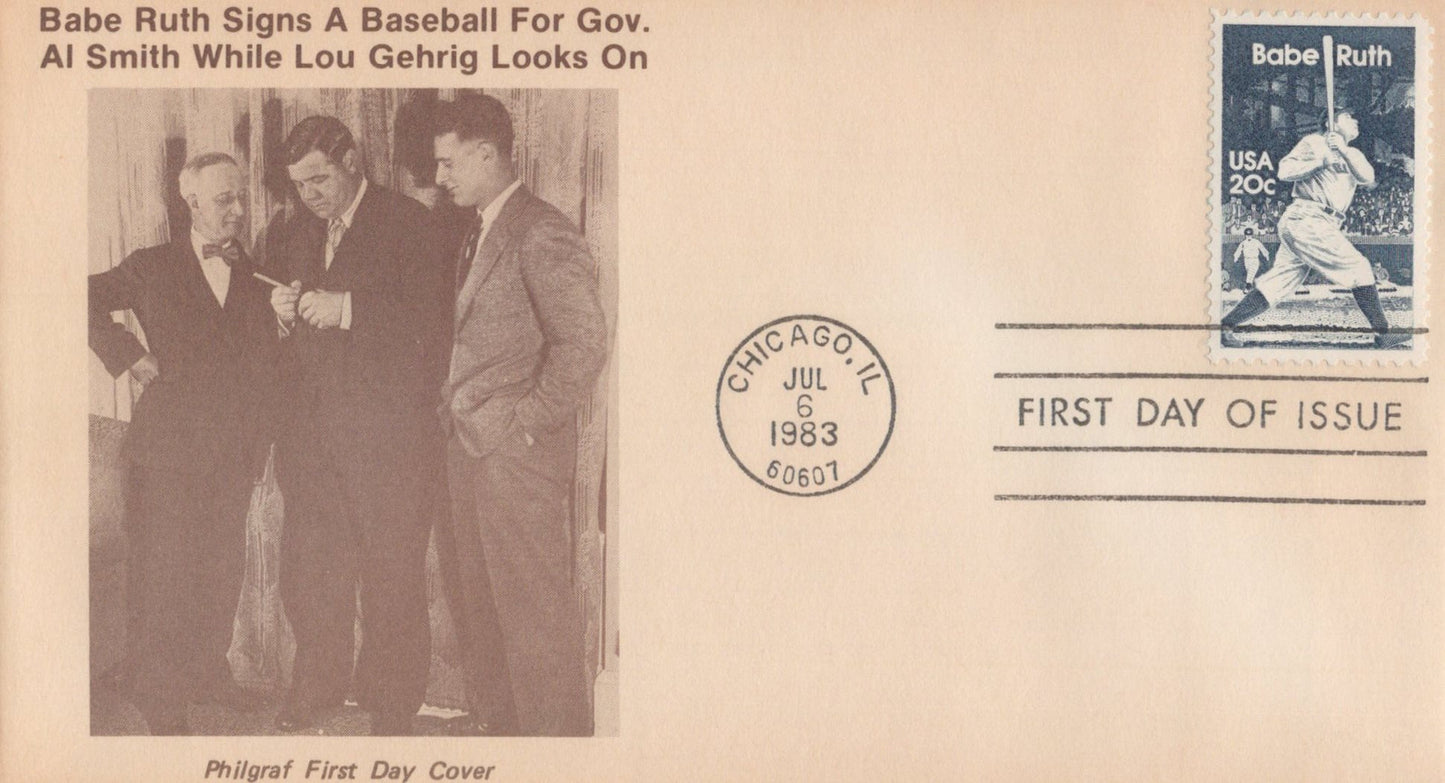 Babe Ruth Signs A Baseball For Gov.
Al Smith While Lou Gehrig Looks On
Babe Ruth
USA
20c
CHICAGO, IL
JUL
6
1983
60607
FIRST DAY OF ISSUE
Philgraf First Day Cover